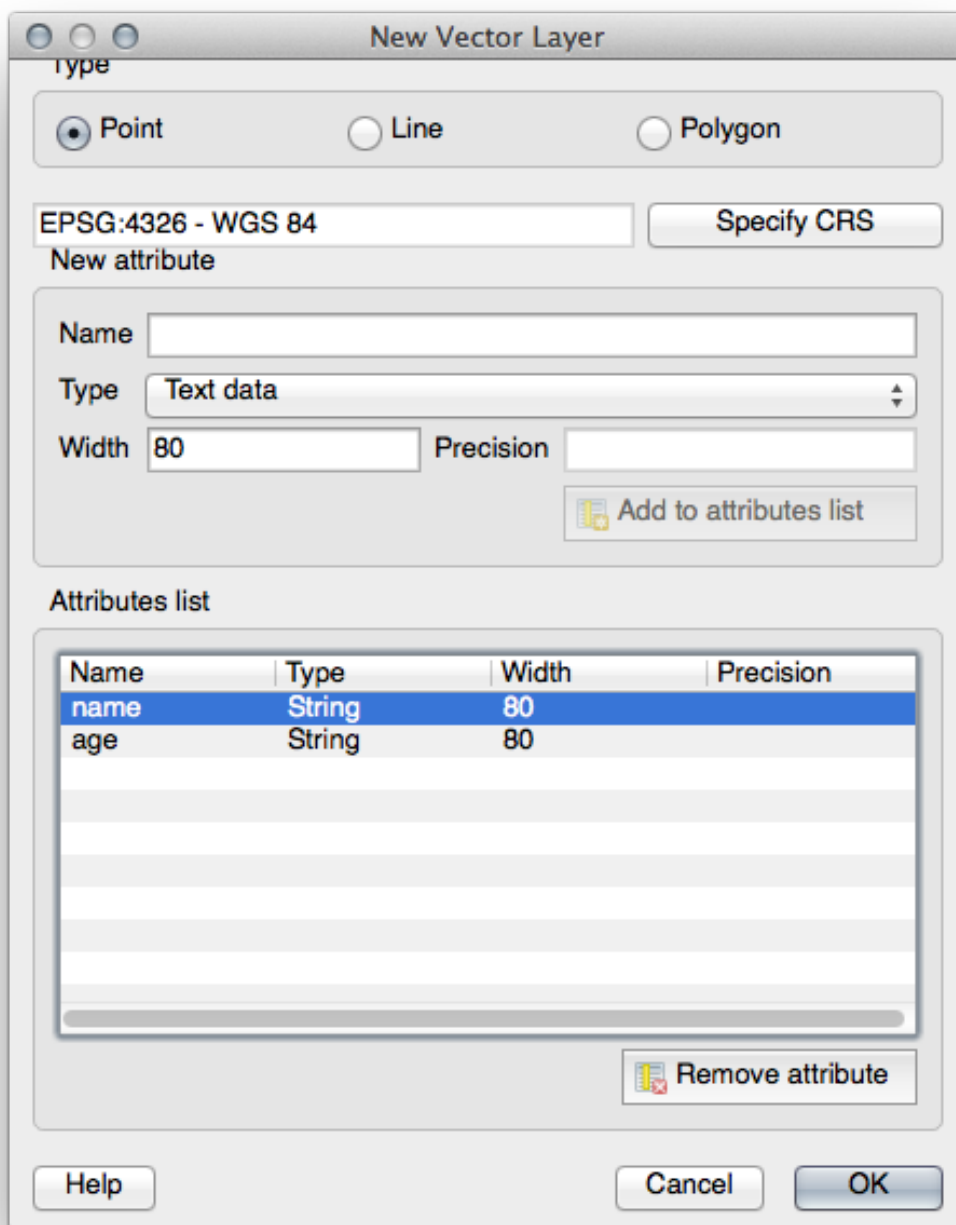 New Vector Layer
Type
Point Line Polygon
EPSG:4326 - WGS 84 Specify CRS
New attribute
Name
Type Text data
Width 80 Precision
Add to attributes list
Attributes list
Name Type Width Precision
name String 80
age String 80
Remove attribute
Help Cancel OK